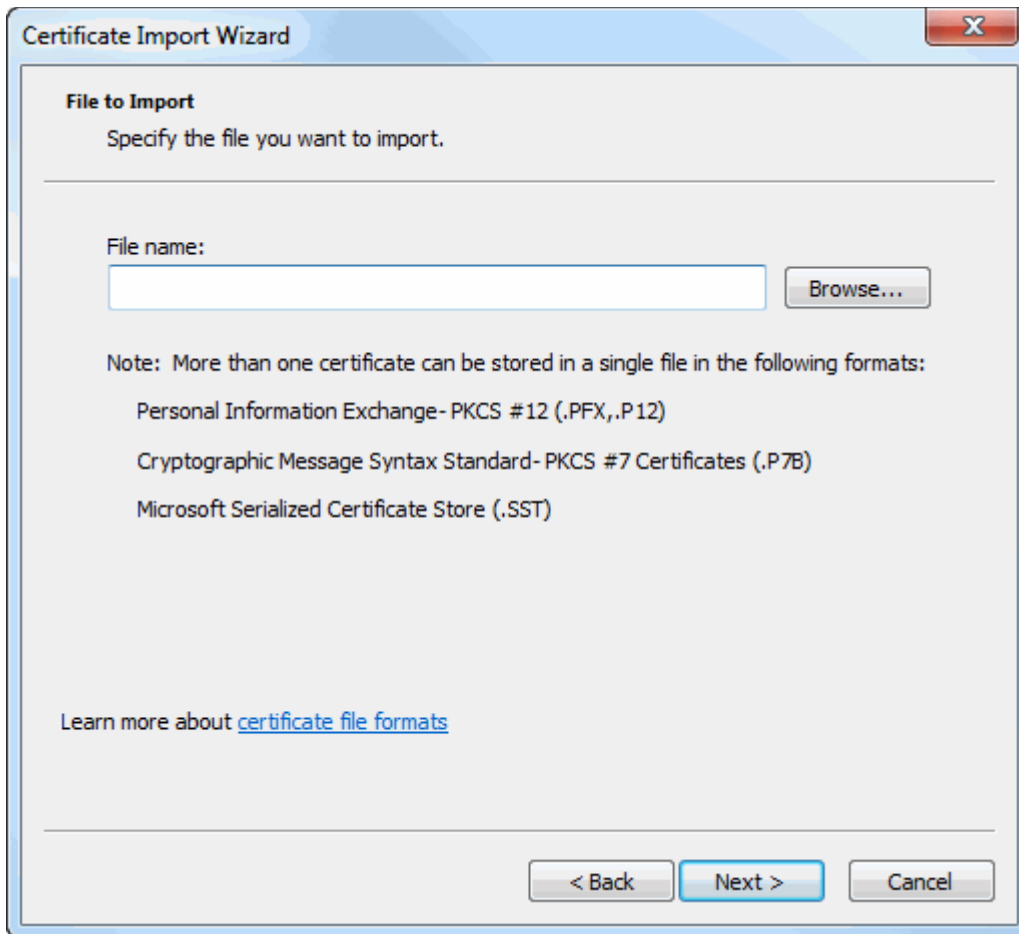 Certificate Import Wizard
File to Import
Specify the file you want to import.
File name:
Browse...
Note: More than one certificate can be stored in a single file in the following formats:
Personal Information Exchange- PKCS #12 (.PFX,.P12)
Cryptographic Message Syntax Standard- PKCS #7 Certificates (.P7B)
Microsoft Serialized Certificate Store (.SST)
Learn more about certificate file formats
< Back Next > Cancel